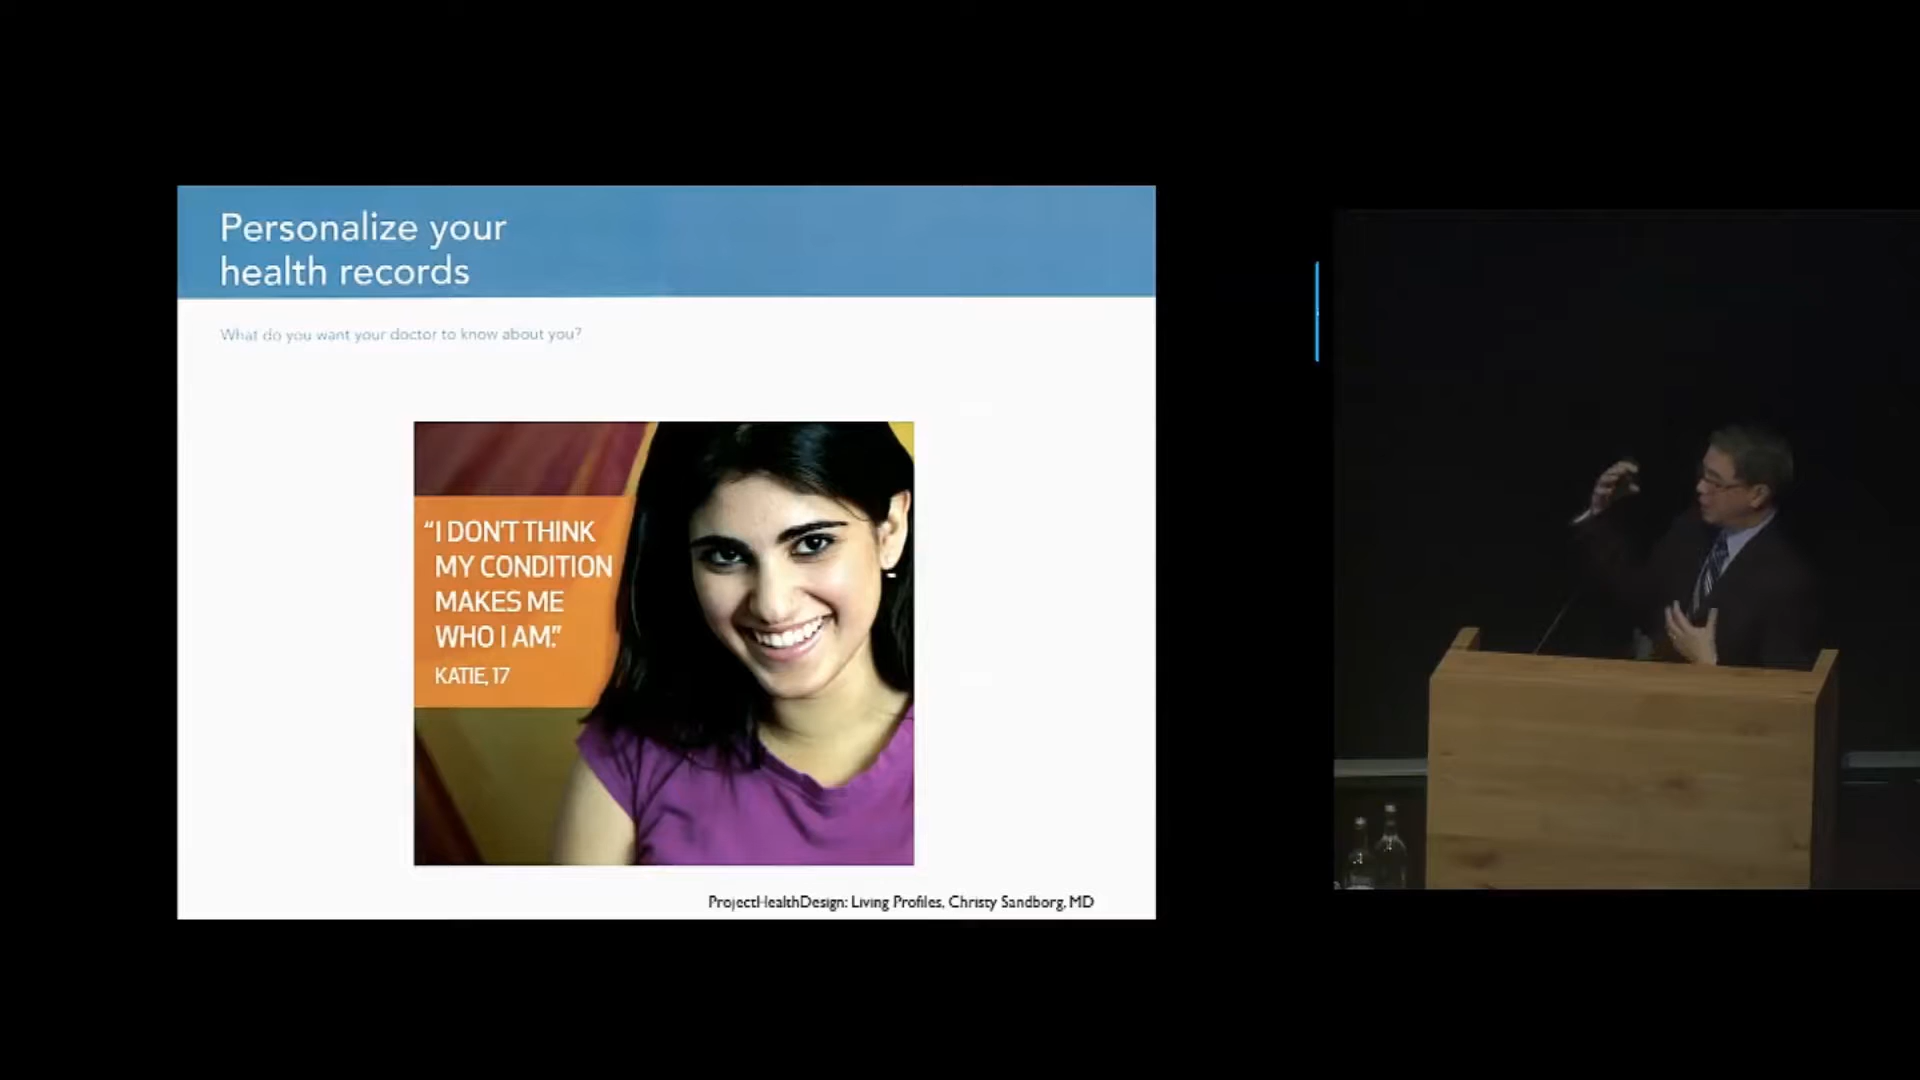 Personalize your
health records
What do you want your doctor to know about you?
“I DON'T THINK
MY CONDITION
MAKES ME
WHO I AM.”
KATIE, 17
ProjectHealthDesign: Living Profiles, Christy Sandborg, MD